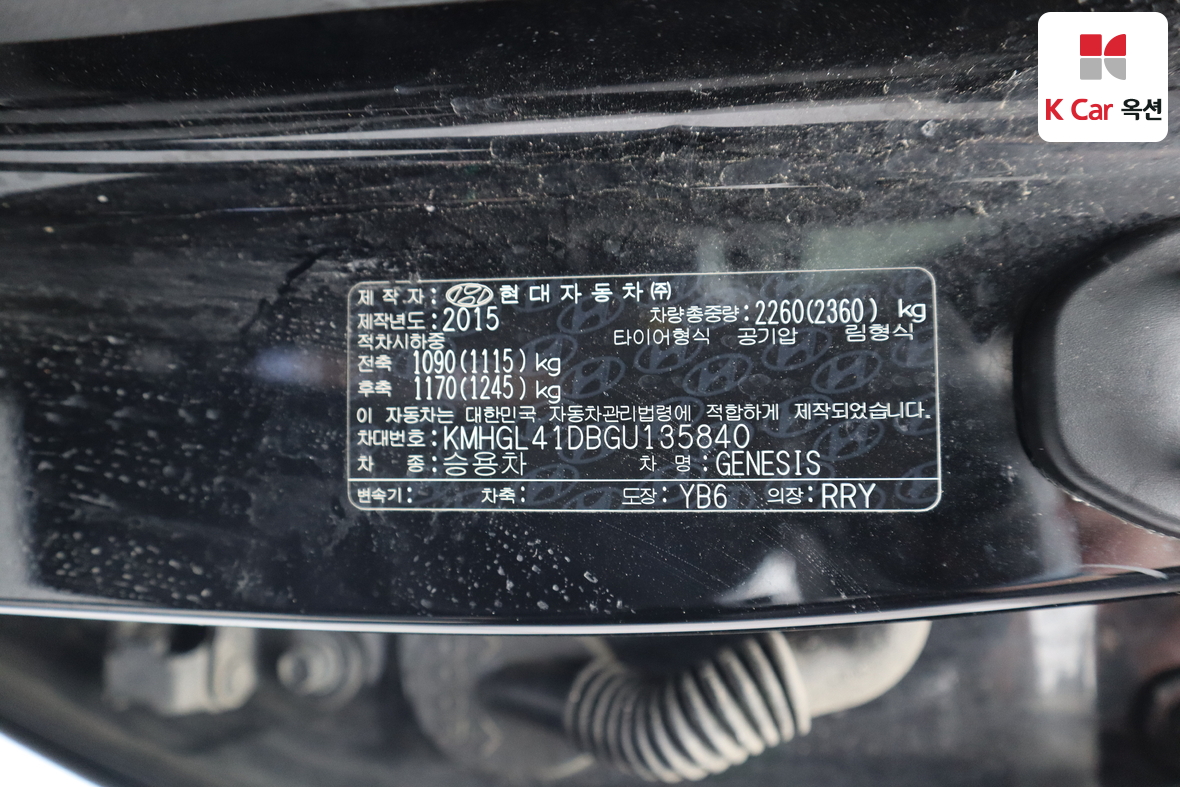 K Car 옥션
제 작 자 : 현대자동차㈜
제작년도 : 2015 차량총중량 : 2260(2360) kg
적차시하중 타이어형식 공기압 림형식
전축 1090(1115) kg
후축 1170(1245) kg
이 자동차는 대한민국 자동차관리법령에 적합하게 제작되었습니다.
차대번호 : KMHGL41DBGU135840
차 종 : 승용차 차 명 : GENESIS
변속기 : 차축 : 도장 : YB6 의장 : RRY